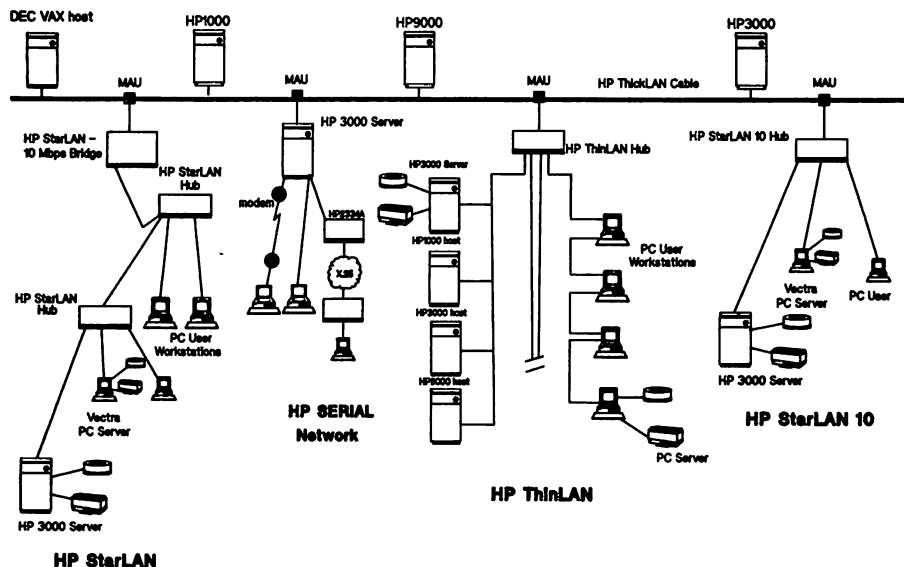 DEC VAX host
HP1000
HP9000
HP3000
MAU
MAU
MAU
HP ThickLAN Cable
MAU
HP StarLAN –
10 Mbps Bridge
HP 3000 Server
HP ThinLAN Hub
HP StarLAN 10 Hub
HP StarLAN
Hub
modem
HP2334A
X.25
HP3000 Server
HP1000 host
PC User
Workstations
Vectra
PC Server
PC User
HP StarLAN
Hub
PC User
Workstations
HP3000 host
HP9000 host
HP 3000 Server
Vectra
PC Server
HP SERIAL
Network
PC Server
HP StarLAN 10
HP ThinLAN
HP 3000 Server
HP StarLAN